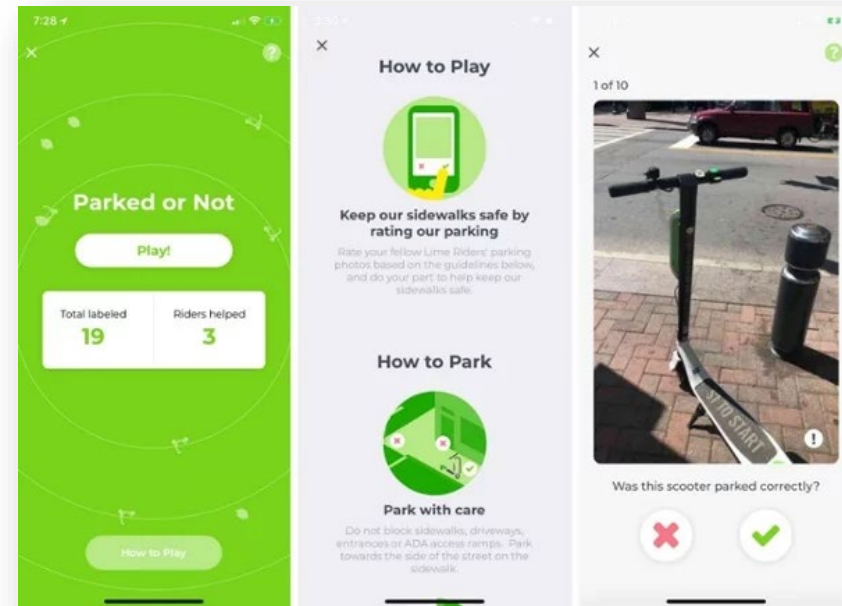 7:28
?
Parked or Not
Play!
Total labeled
19
Riders helped
3
How to Play
How to Play
Keep our sidewalks safe by
rating our parking
Rate your fellow Lime Riders' parking
photos based on the guidelines below,
and do your part to help keep our
sidewalks safe.
How to Park
Park with care
Do not block sidewalks, driveways,
entrances or ADA access ramps. Park
towards the side of the street on the
sidewalk.
?
1 of 10
ST TO START
!
Was this scooter parked correctly?